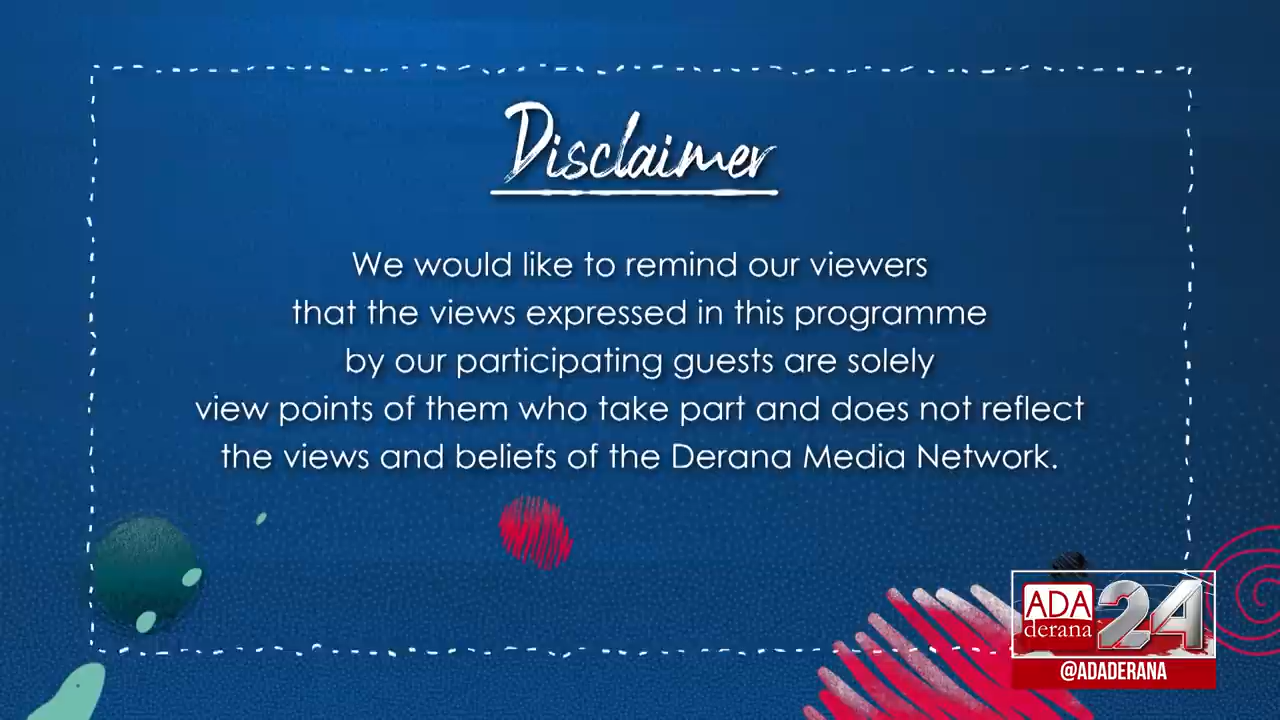 Disclaimer
We would like to remind our viewers
that the views expressed in this programme
by our participating guests are solely
view points of them who take part and does not reflect
the views and beliefs of the Derana Media Network.
ADA
derana
24
@ADADERANA